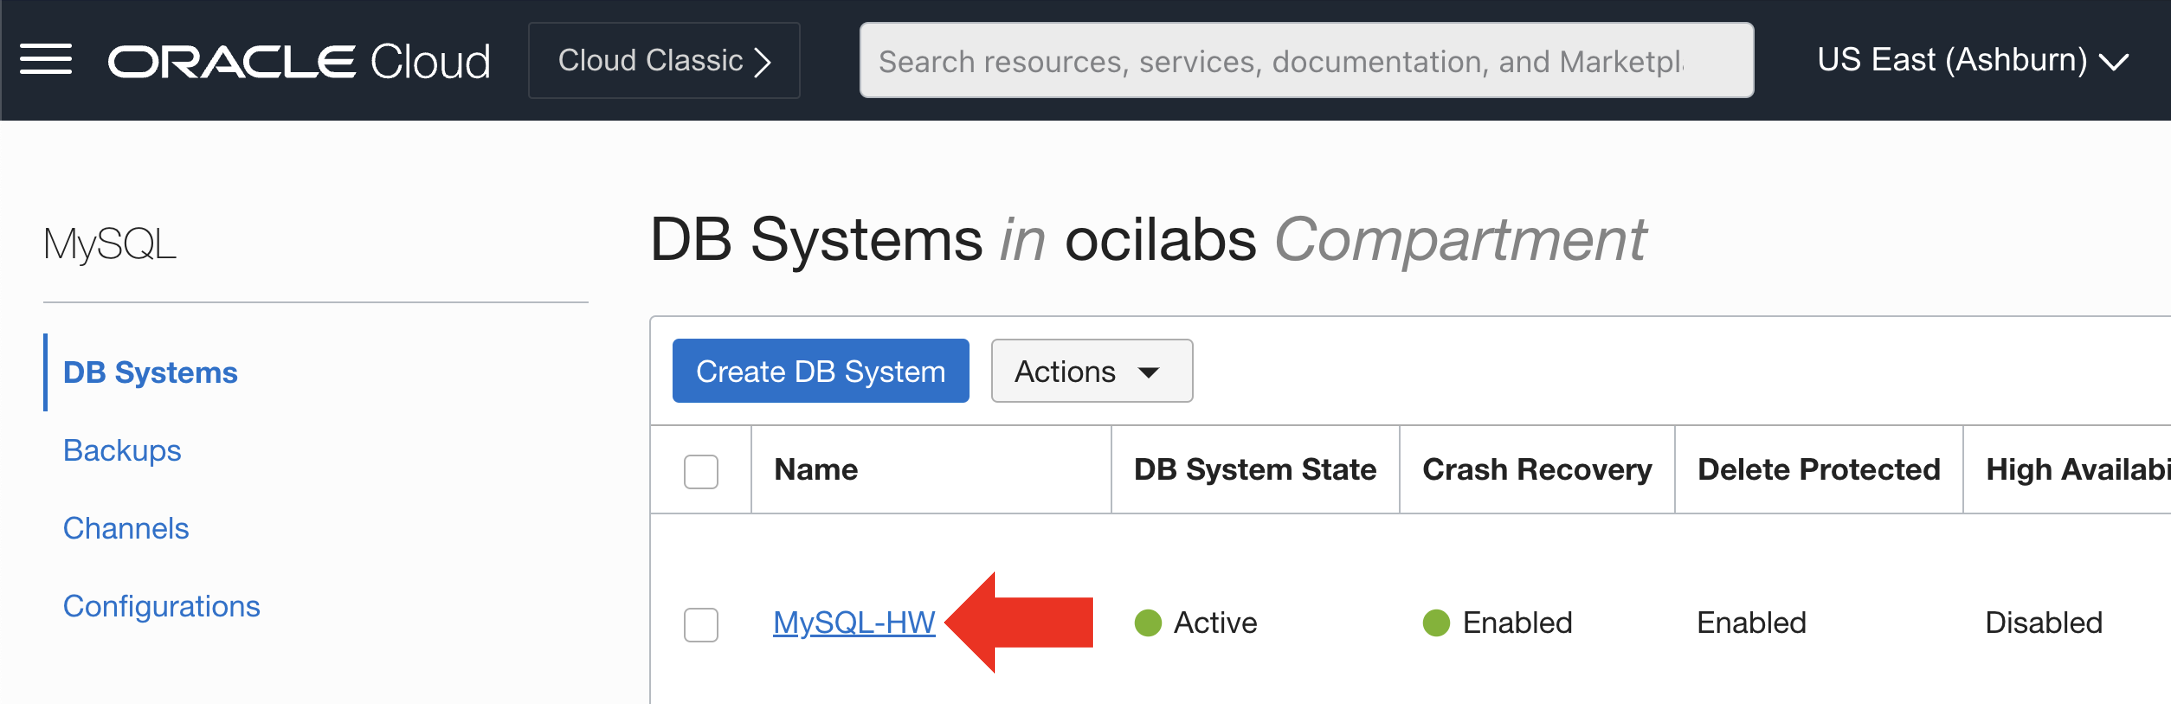 ORACLE Cloud
Cloud Classic
Search resources, services, documentation, and Marketpl
US East (Ashburn)
MySQL
DB Systems
Backups
Channels
Configurations
DB Systems in ocilabs Compartment
Create DB System
Actions
Name DB System State Crash Recovery Delete Protected High Availabi
MySQL-HW Active Enabled Enabled Disabled